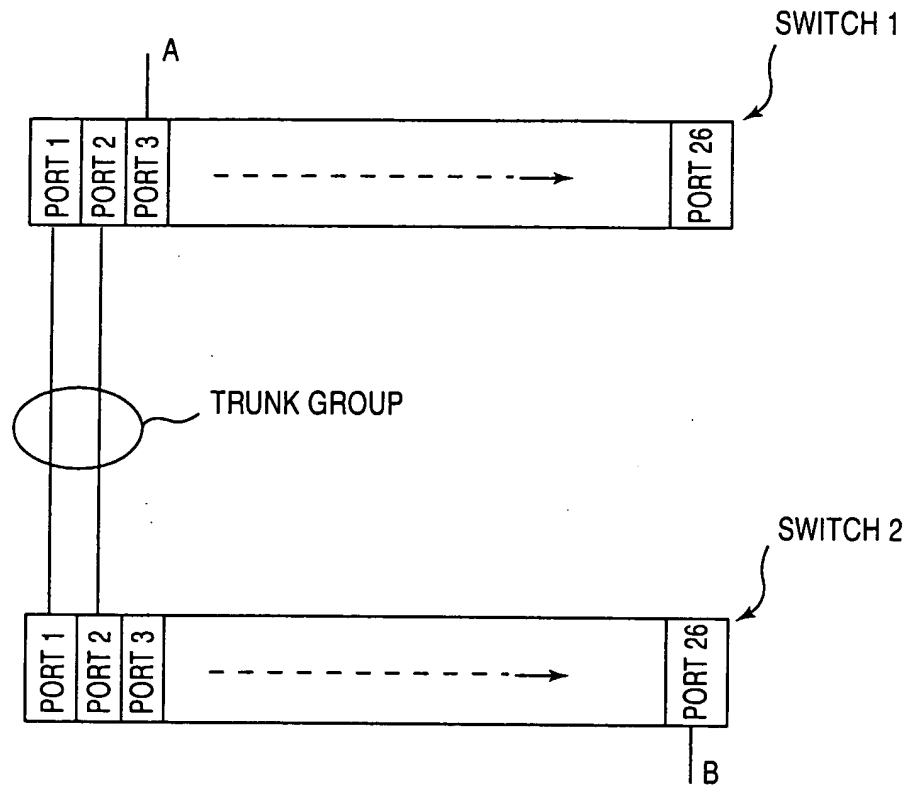 A
SWITCH 1
PORT 1
PORT 2
PORT 3
PORT 26
TRUNK GROUP
SWITCH 2
PORT 1
PORT 2
PORT 3
PORT 26
B